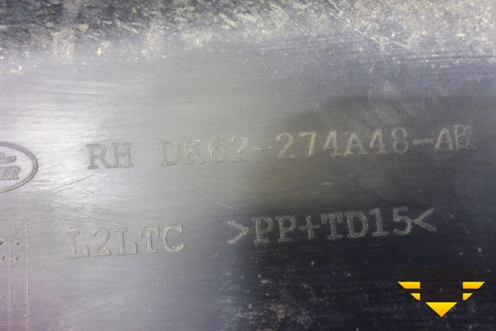 RH DK62-274A48-AB
L2LTC >PP+TD15<